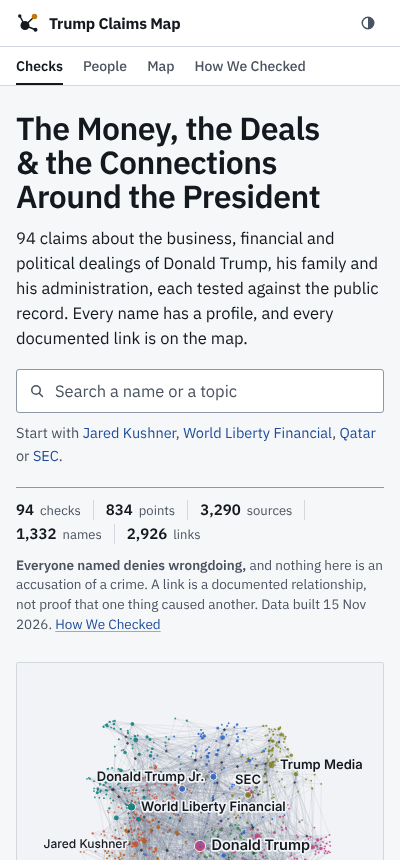 Trump Claims Map
Checks People Map How We Checked
The Money, the Deals
& the Connections
Around the President
94 claims about the business, financial and
political dealings of Donald Trump, his family and
his administration, each tested against the public
record. Every name has a profile, and every
documented link is on the map.
Search a name or a topic
Start with Jared Kushner, World Liberty Financial, Qatar
or SEC.
94 checks 834 points 3,290 sources
1,332 names 2,926 links
Everyone named denies wrongdoing, and nothing here is an
accusation of a crime. A link is a documented relationship,
not proof that one thing caused another. Data built 15 Nov
2026. How We Checked
Trump Media
Donald Trump Jr. SEC
World Liberty Financial
Jared Kushner Donald Trump